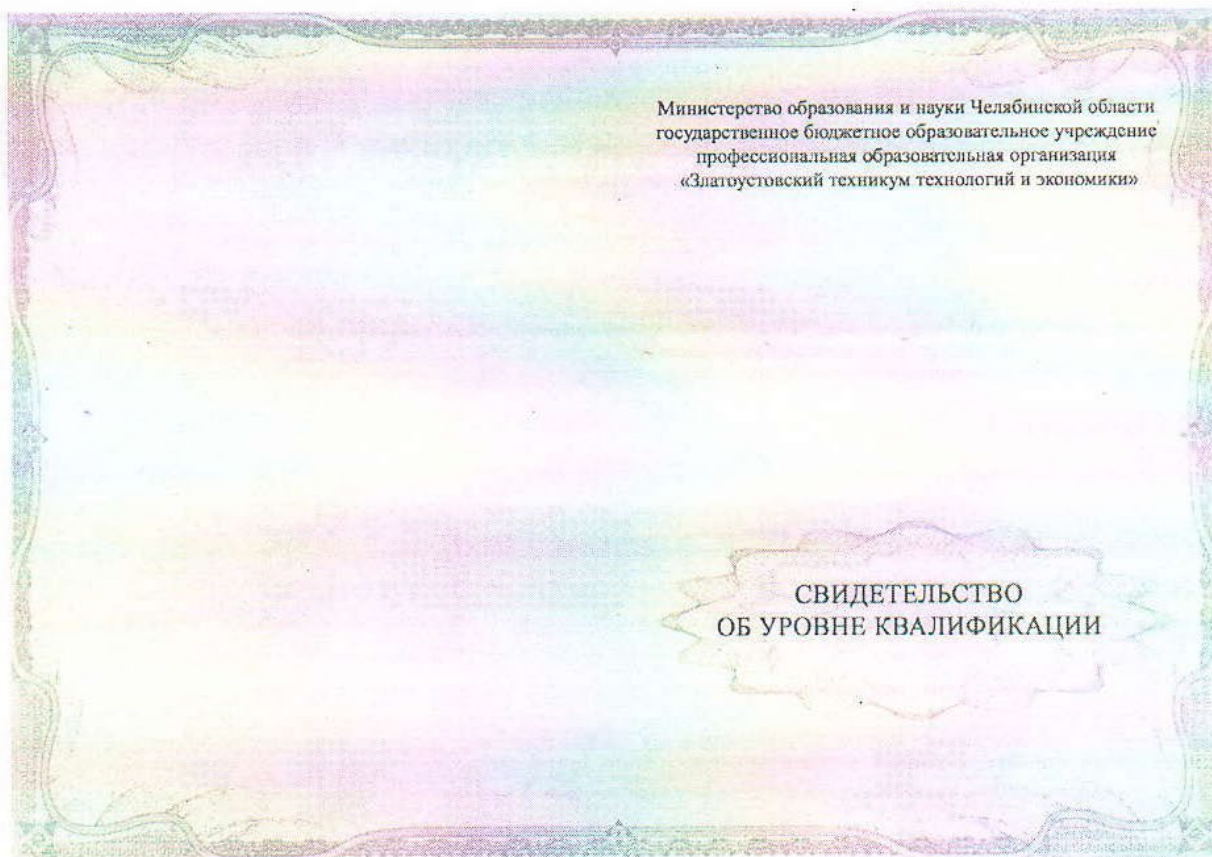 Министерство образования и науки Челябинской области
государственное бюджетное образовательное учреждение
профессиональная образовательная организация
«Златоустовский техникум технологий и экономики»
СВИДЕТЕЛЬСТВО
ОБ УРОВНЕ КВАЛИФИКАЦИИ